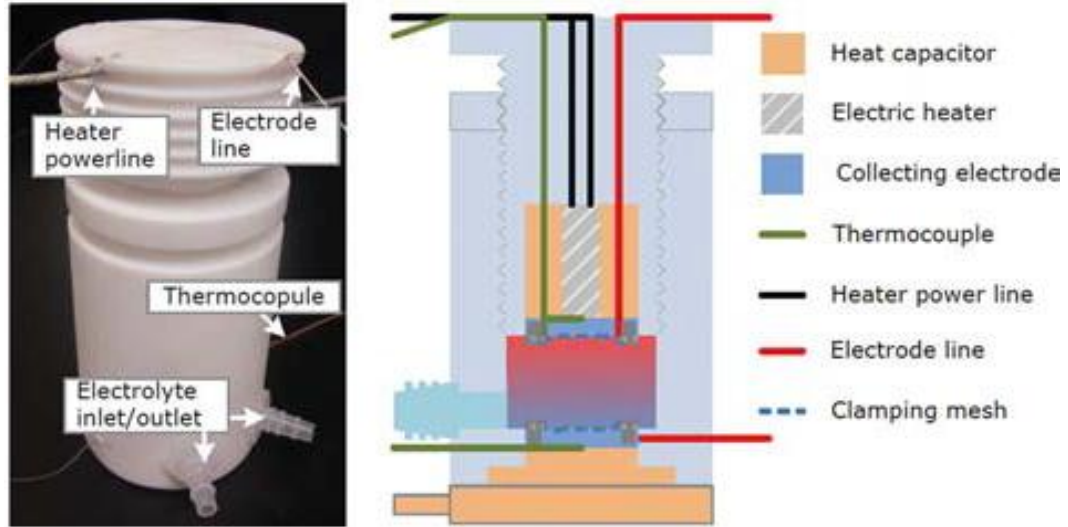 Heater
powerline
Electrode
line
Thermocopule
Electrolyte
inlet/outlet
Heat capacitor
Electric heater
Collecting electrode
Thermocouple
Heater power line
Electrode line
Clamping mesh